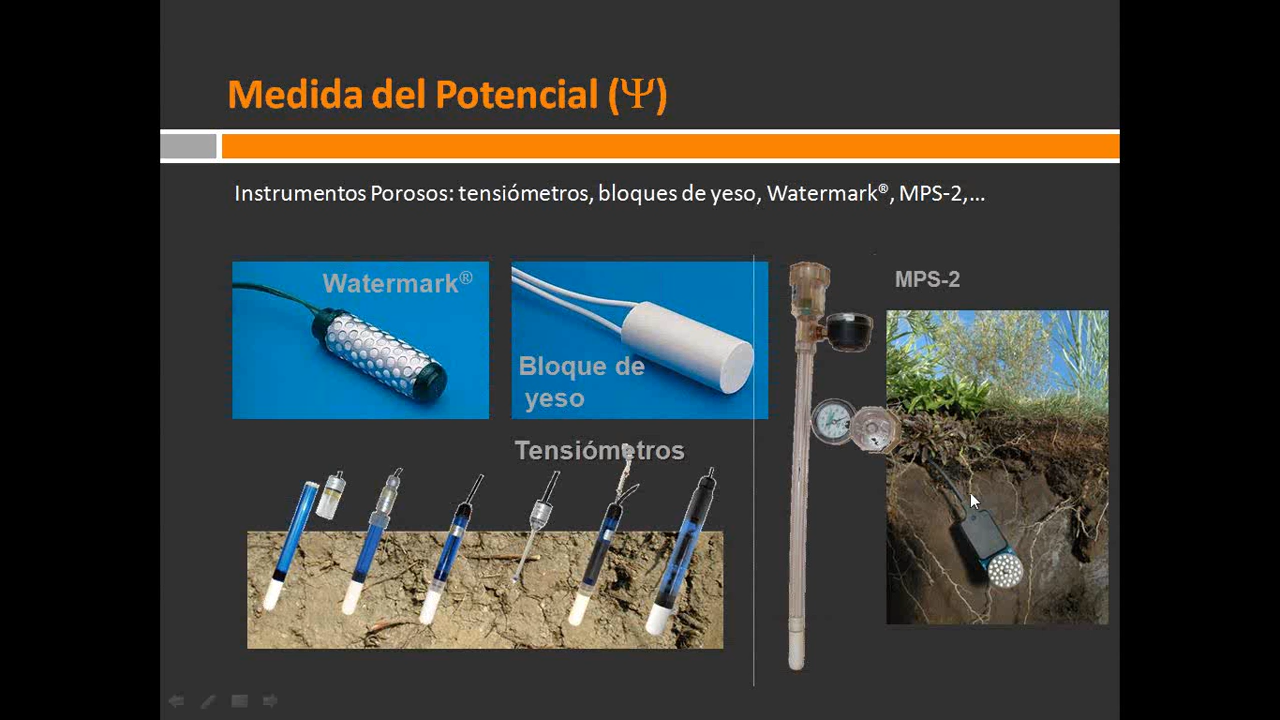 Medida del Potencial (Ψ)
Instrumentos Porosos: tensiómetros, bloques de yeso, Watermark®, MPS-2,...
Watermark®
Bloque de
yeso
MPS-2
Tensiómetros